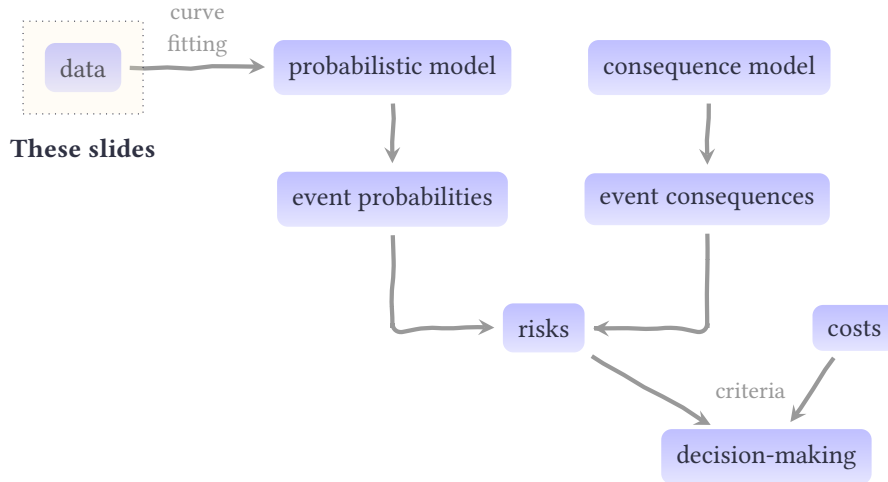 curve
fitting
data
probabilistic model
consequence model
These slides
event probabilities
event consequences
risks
costs
criteria
decision-making